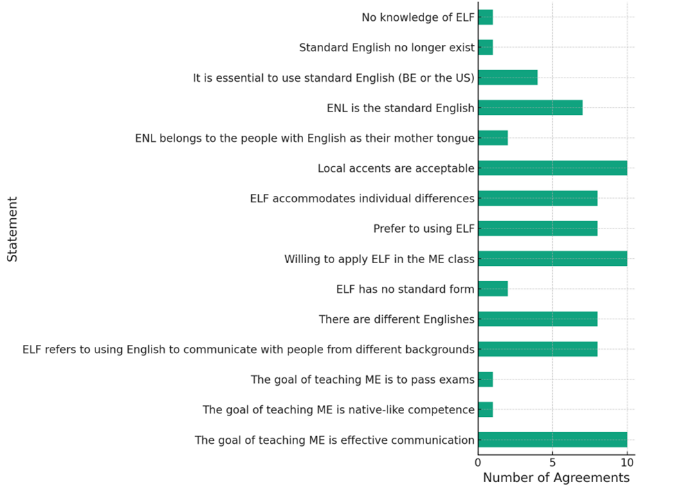 No knowledge of ELF
Standard English no longer exist
It is essential to use standard English (BE or the US)
ENL is the standard English
ENL belongs to the people with English as their mother tongue
Local accents are acceptable
ELF accommodates individual differences
Prefer to using ELF
Willing to apply ELF in the ME class
ELF has no standard form
There are different Englishes
ELF refers to using English to communicate with people from different backgrounds
The goal of teaching ME is to pass exams
The goal of teaching ME is native-like competence
The goal of teaching ME is effective communication
Statement
0 5 10
Number of Agreements